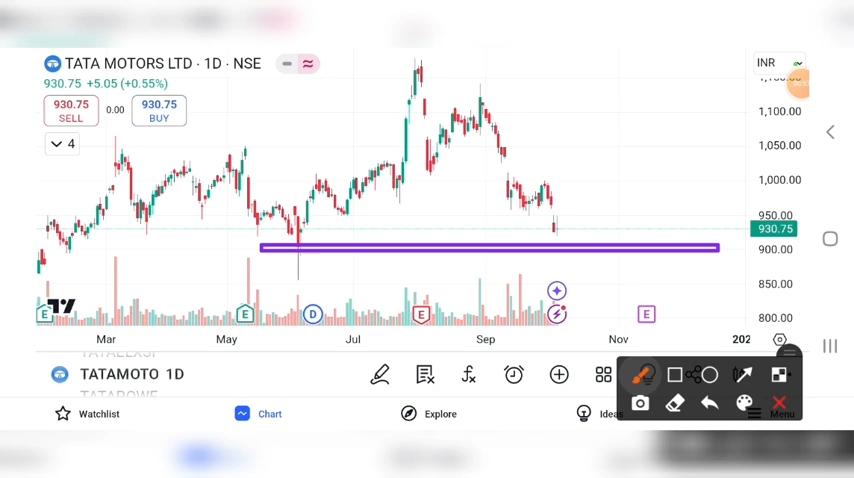 TATA MOTORS LTD · 1D · NSE
INR
930.75 +5.05 (+0.55%)
930.75 0.00 930.75
SELL BUY
4
1,100.00
1,050.00
1,000.00
950.00
930.75
900.00
850.00
800.00
E E D E E
Mar May Jul Sep Nov 202
TATAMOTO 1D
Watchlist Chart Explore Ideas Menu